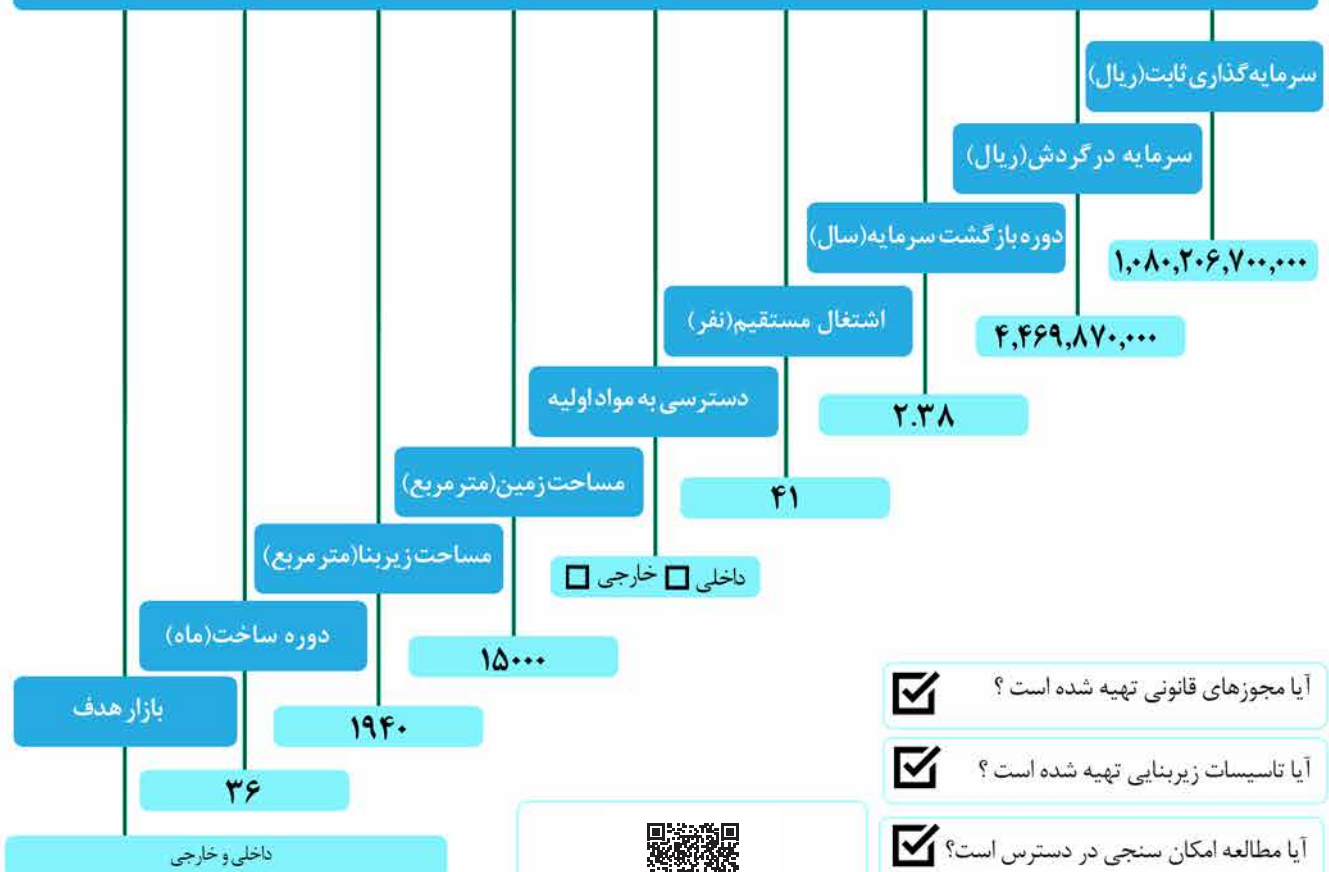 سرمایه‌گذاری ثابت(ریال)
۱,۰۸۰,۲۰۶,۷۰۰,۰۰۰
سرمایه در گردش(ریال)
۴,۴۶۹,۸۷۰,۰۰۰
دوره بازگشت سرمایه(سال)
۲.۳۸
اشتغال مستقیم(نفر)
۴۱
دسترسی به مواد اولیه
داخلی ☐ خارجی ☐
مساحت زمین(متر مربع)
۱۵۰۰۰
مساحت زیربنا(متر مربع)
۱۹۴۰
دوره ساخت(ماه)
۳۶
بازار هدف
داخلی و خارجی
آیا مجوزهای قانونی تهیه شده است ؟ ☑
آیا تاسیسات زیربنایی تهیه شده است ؟ ☑
آیا مطالعه امکان سنجی در دسترس است؟ ☑